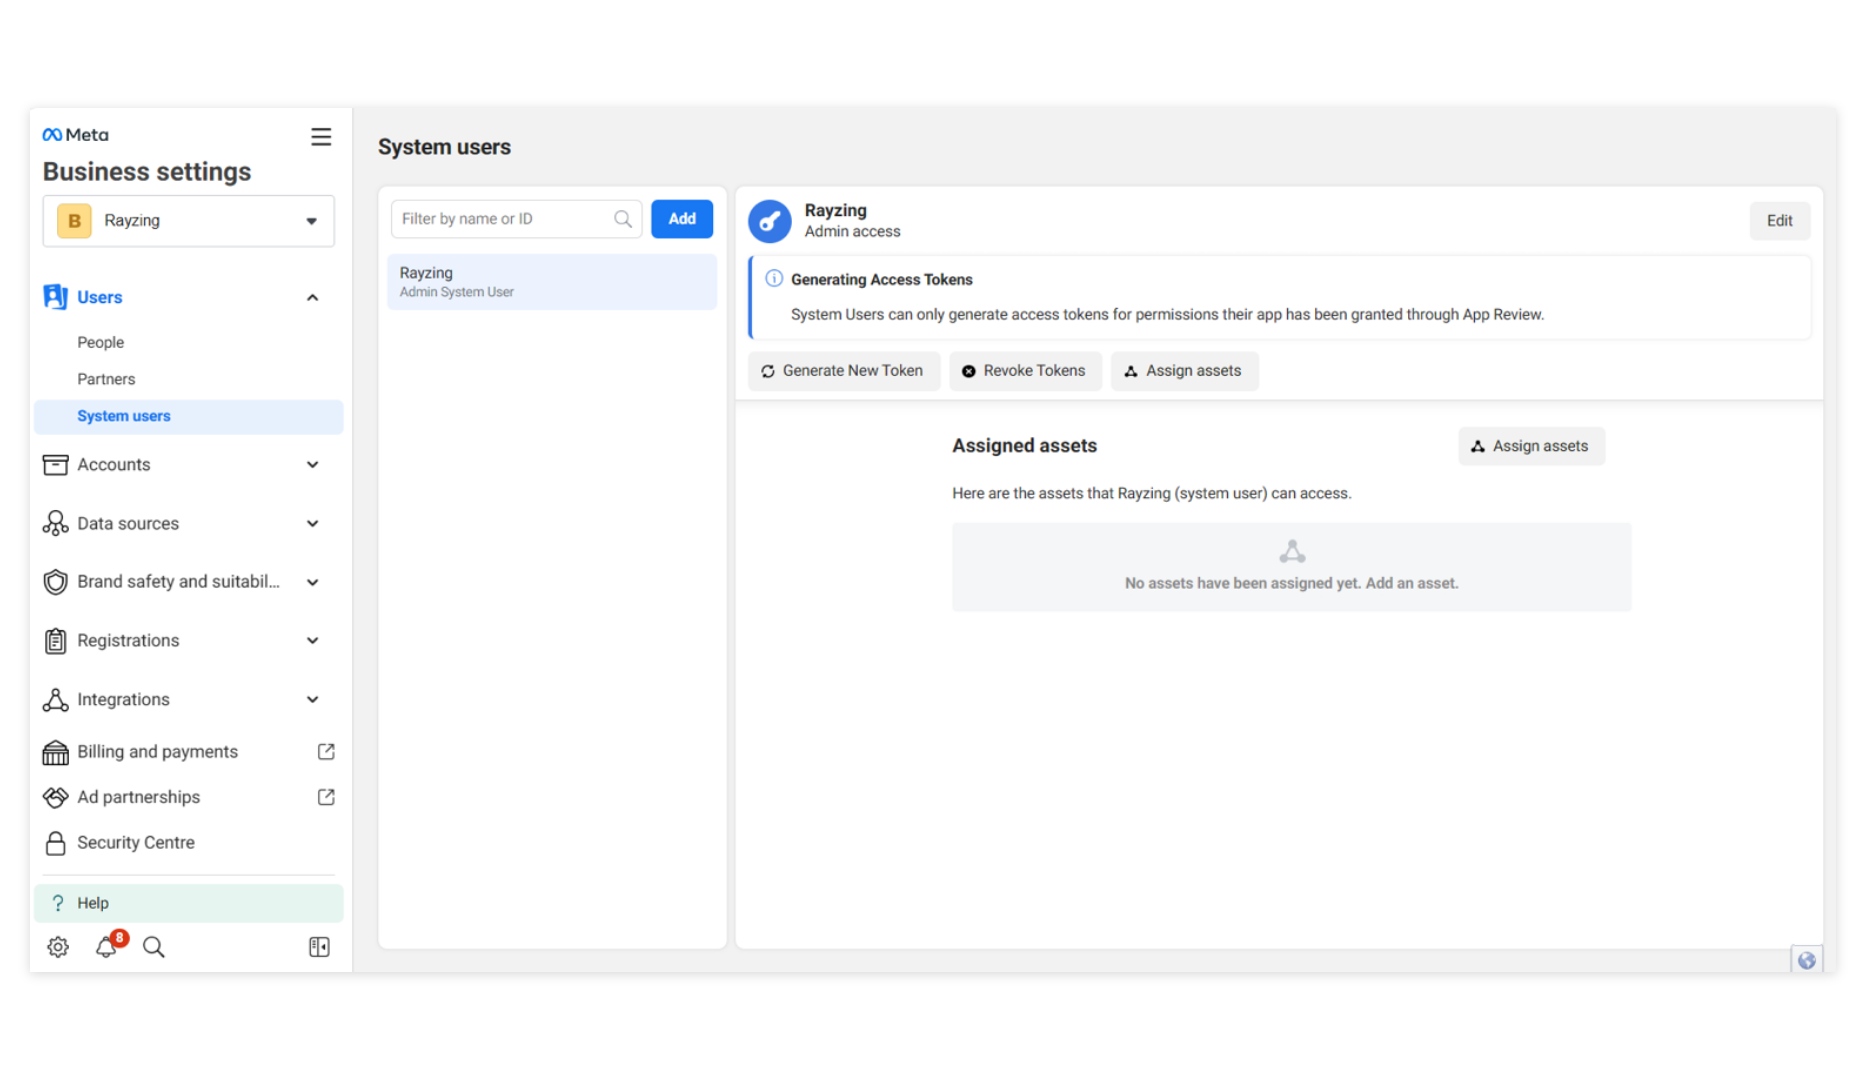 Meta
Business settings
B Rayzing
Users
People
Partners
System users
Accounts
Data sources
Brand safety and suitabil...
Registrations
Integrations
Billing and payments
Ad partnerships
Security Centre
? Help
8
System users
Filter by name or ID
Add
Rayzing
Admin System User
Rayzing
Admin access
Edit
Generating Access Tokens
System Users can only generate access tokens for permissions their app has been granted through App Review.
Generate New Token Revoke Tokens Assign assets
Assigned assets
Assign assets
Here are the assets that Rayzing (system user) can access.
No assets have been assigned yet. Add an asset.